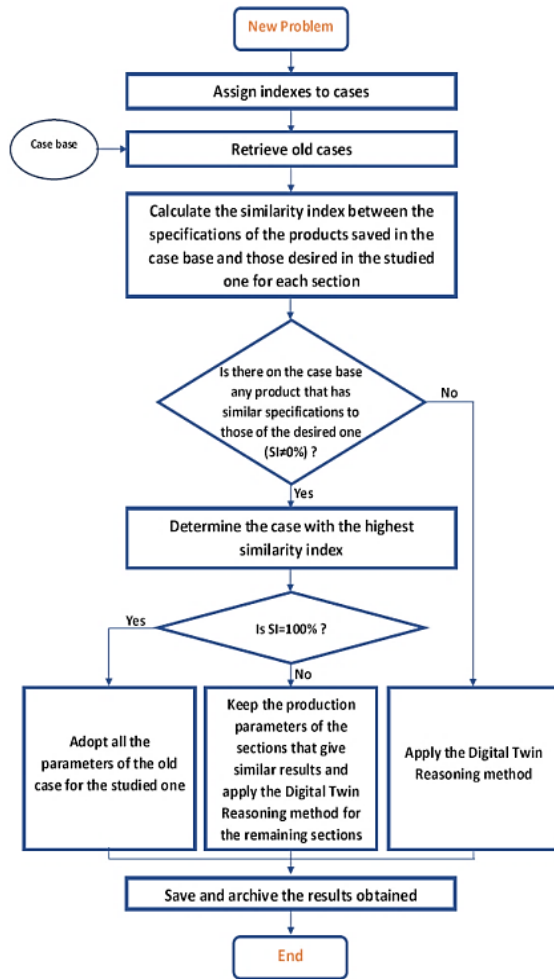 New Problem
Assign indexes to cases
Case base
Retrieve old cases
Calculate the similarity index between the
specifications of the products saved in the
case base and those desired in the studied
one for each section
Is there on the case base
any product that has
similar specifications to
those of the desired one
(SI≠0%) ?
No
Yes
Determine the case with the highest
similarity index
Yes
Is SI=100% ?
No
Adopt all the
parameters of the old
case for the studied one
Keep the production
parameters of the
sections that give
similar results and
apply the Digital Twin
Reasoning method for
the remaining sections
Apply the Digital Twin
Reasoning method
Save and archive the results obtained
End